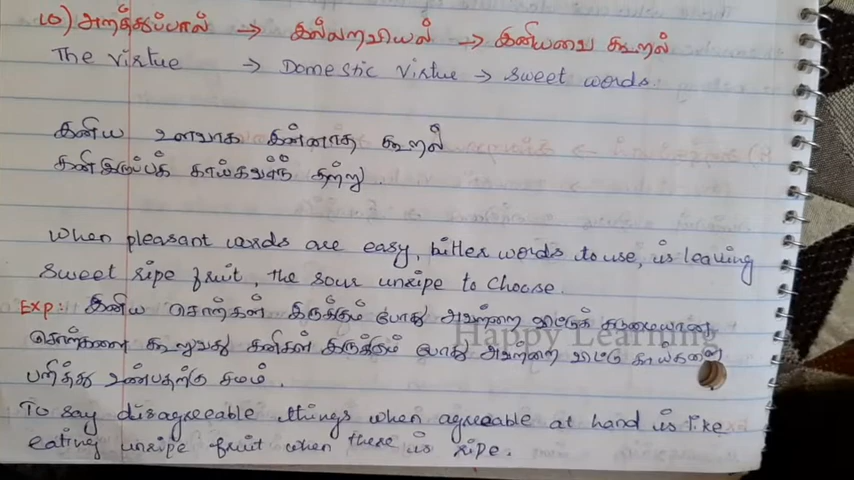 10) அறத்துப்பால் → இல்லறவியல் → இனியவை கூறல்
The Virtue → Domestic Virtue → Sweet words.
இனிய உளவாக இன்னாத கூறல்
கனிஇருப்பக் காய்கவர்ந் தற்று.
When pleasant words are easy, bitter words to use, is leaving
Sweet ripe fruit, the sour unripe to choose.
Exp: இனிய சொற்கள் இருக்கும் போது அவற்றை விட்டுக் கடுமையான
சொற்களை கூறுவது கனிகள் இருக்கும் போது அவற்றை விட்டு காய்களை
பறித்து உண்பதற்கு சமம்.
To say disagreeable things when agreeable at hand is like
eating unripe fruit when there is ripe.
Happy Learning